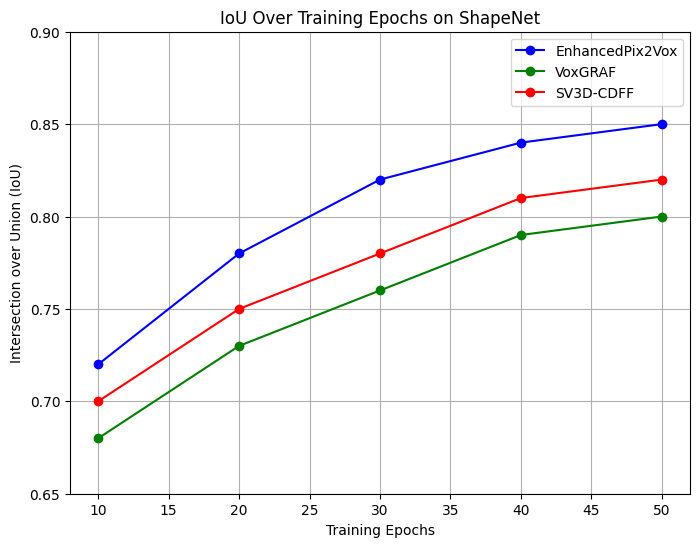 IoU Over Training Epochs on ShapeNet
EnhancedPix2Vox
VoxGRAF
SV3D-CDFF
Intersection over Union (IoU)
0.90
0.85
0.80
0.75
0.70
0.65
10 15 20 25 30 35 40 45 50
Training Epochs